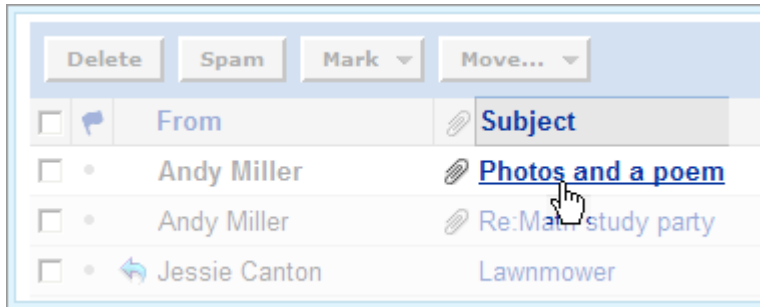 Delete Spam Mark Move...
From Subject
Andy Miller Photos and a poem
Andy Miller Re:Math study party
Jessie Canton Lawnmower